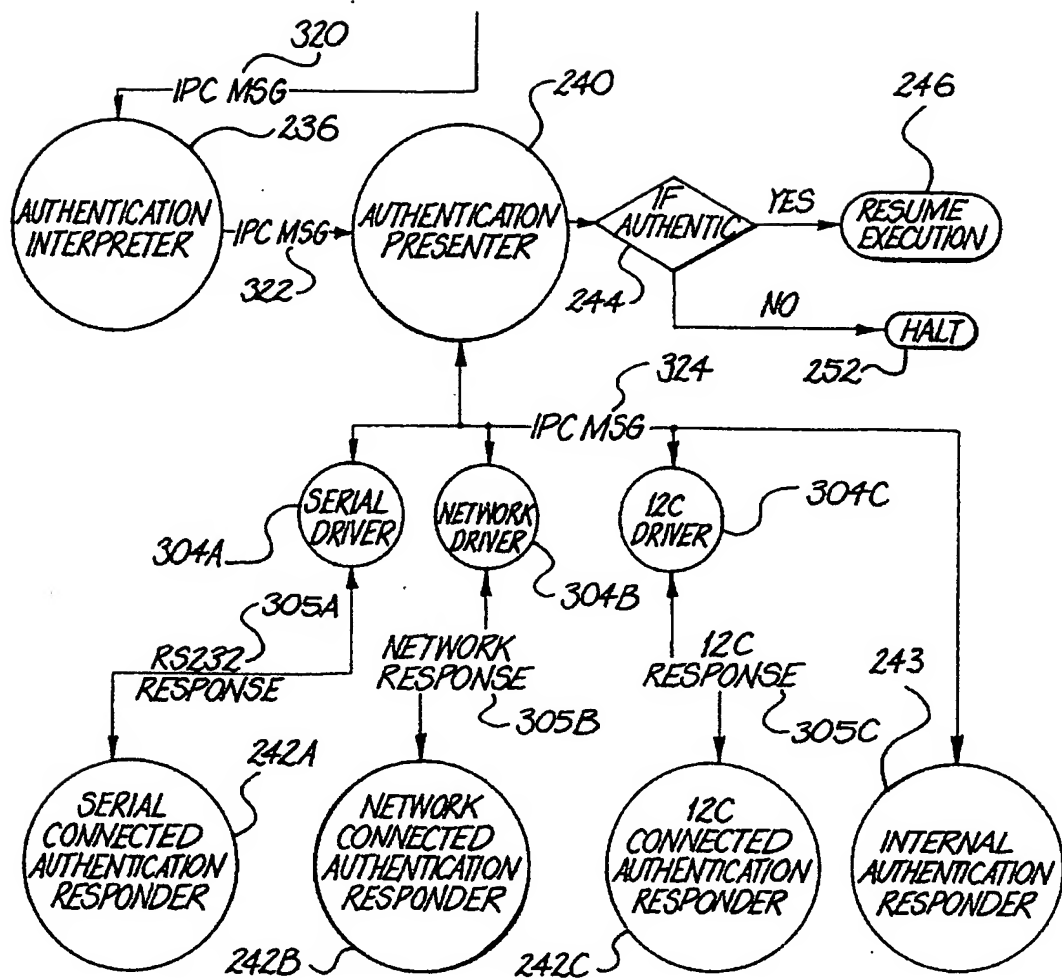 320
IPC MSG
236
240
246
AUTHENTICATION
INTERPRETER
IPC MSG
322
AUTHENTICATION
PRESENTER
IF
AUTHENTIC
244
YES
RESUME
EXECUTION
NO
HALT
252
324
IPC MSG
SERIAL
DRIVER
304A
NETWORK
DRIVER
304B
12C
DRIVER
304C
305A
RS232
RESPONSE
NETWORK
RESPONSE
305B
12C
RESPONSE
305C
243
242A
SERIAL
CONNECTED
AUTHENTICATION
RESPONDER
NETWORK
CONNECTED
AUTHENTICATION
RESPONDER
242B
12C
CONNECTED
AUTHENTICATION
RESPONDER
242C
INTERNAL
AUTHENTICATION
RESPONDER